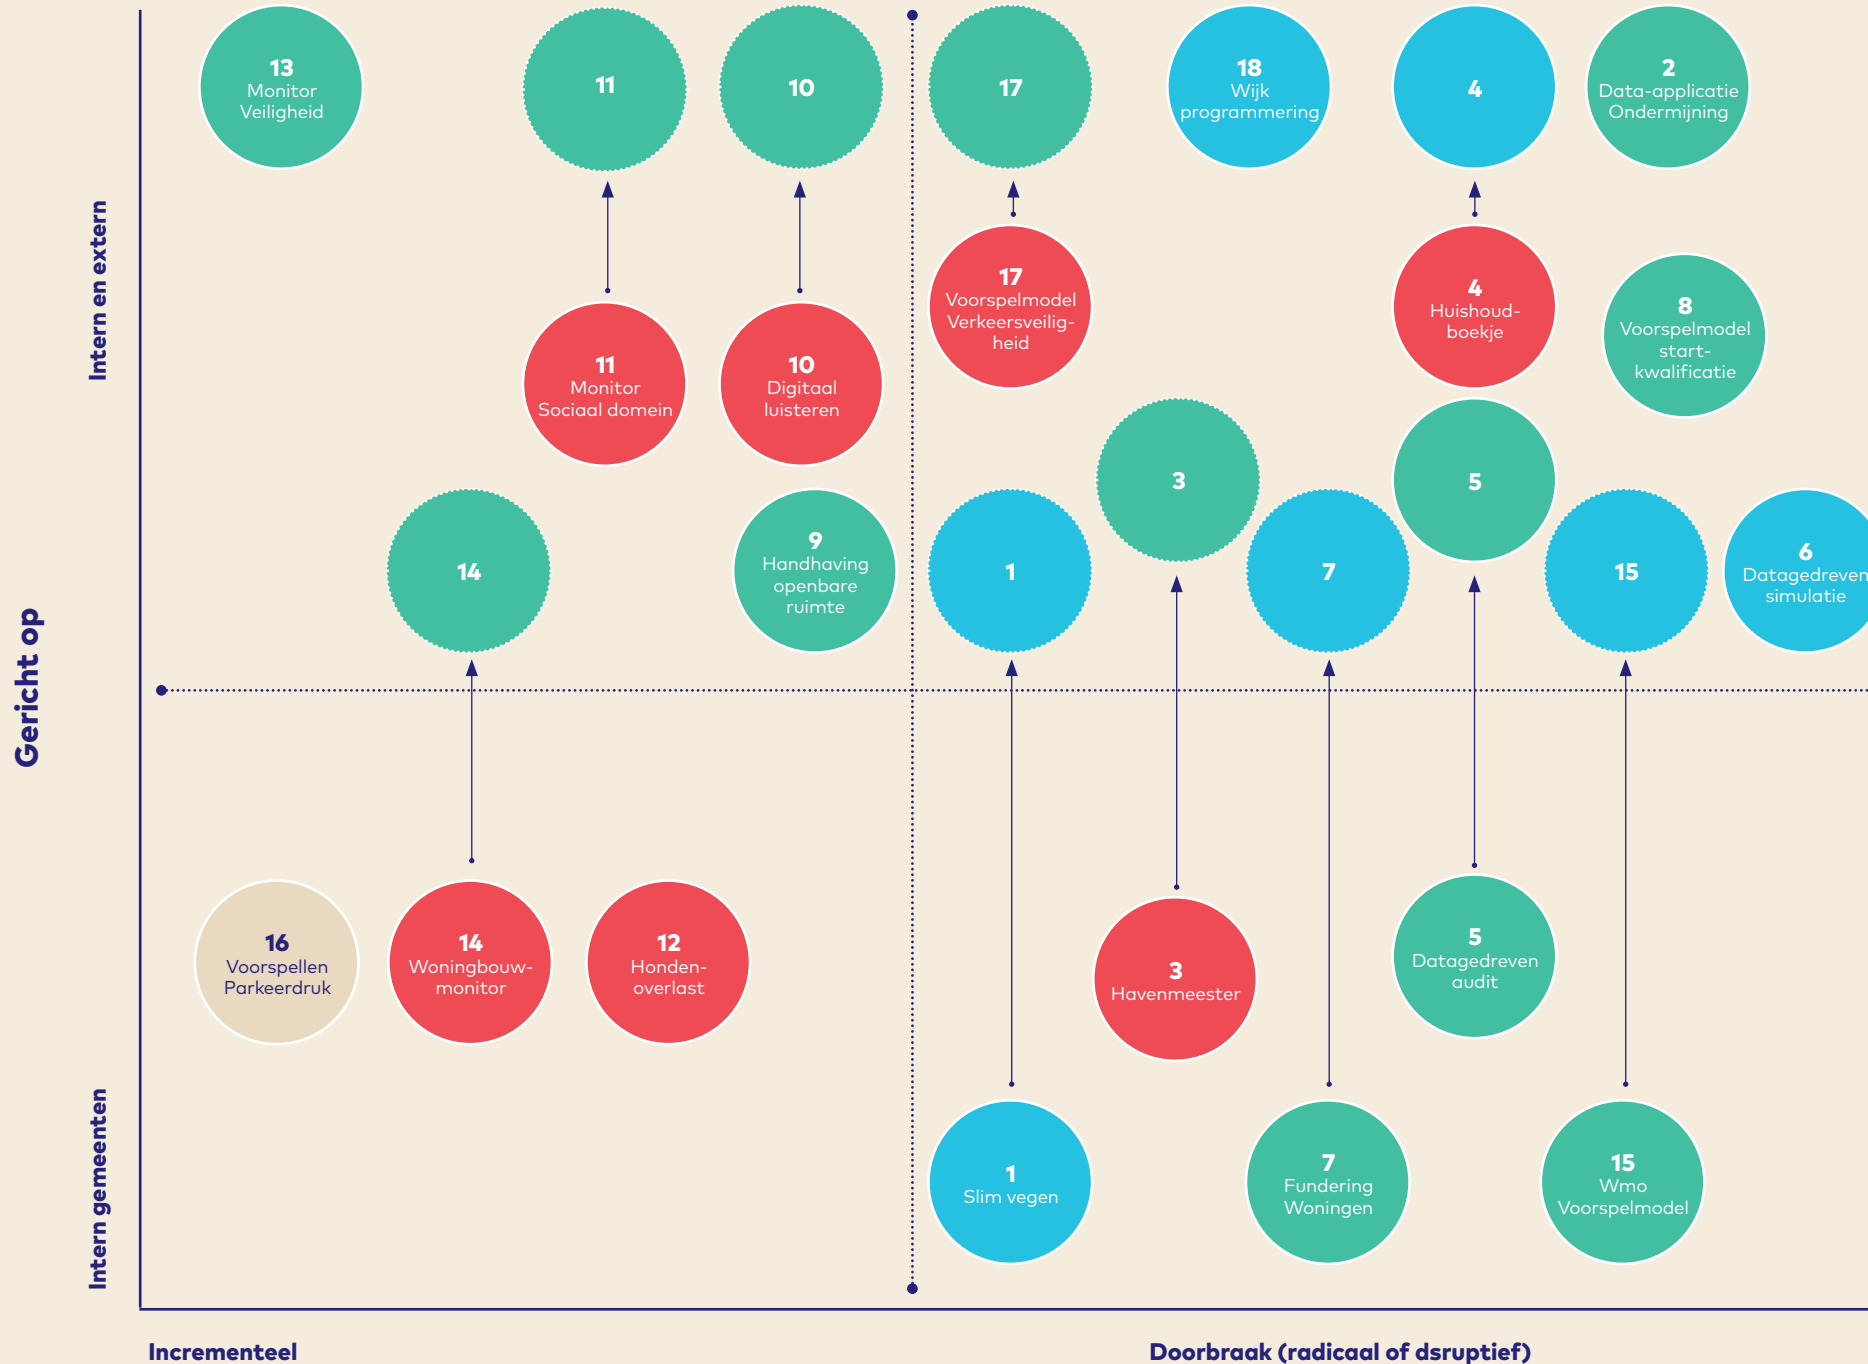 13
Monitor
Veiligheid
11
10
17
18
Wijk
programmering
4
2
Data-applicatie
Ondermijning
Intern en extern
17
Voorspelmodel
Verkeersveilig-
heid
4
Huishoud-
boekje
8
Voorspelmodel
start-
kwalificatie
11
Monitor
Sociaal domein
10
Digitaal
luisteren
14
9
Handhaving
openbare
ruimte
1
3
7
5
15
6
Datagedreven
simulatie
Gericht op
16
Voorspellen
Parkeerdruk
14
Woningbouw-
monitor
12
Honden-
overlast
3
Havenmeester
5
Datagedreven
audit
Intern gemeenten
1
Slim vegen
7
Fundering
Woningen
15
Wmo
Voorspelmodel
Incrementeel
Doorbraak (radicaal of dsruptief)